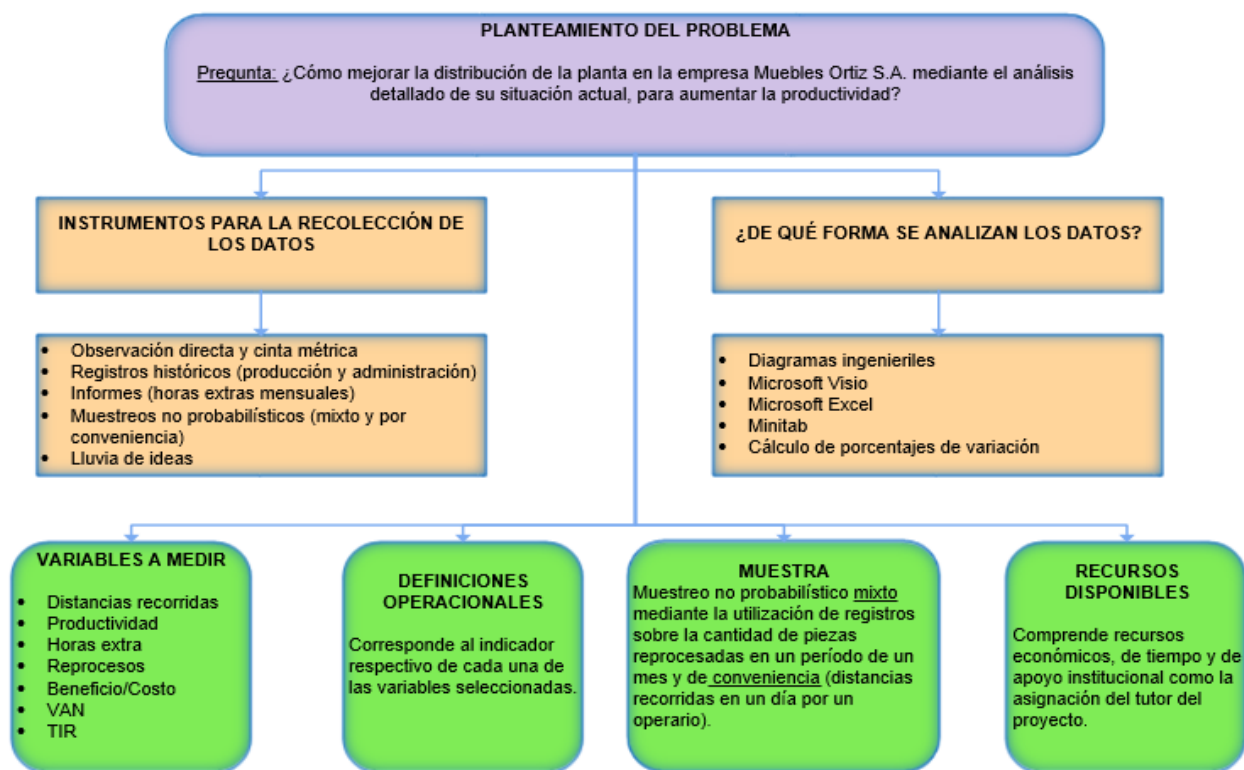 PLANTEAMIENTO DEL PROBLEMA
Pregunta: ¿Cómo mejorar la distribución de la planta en la empresa Muebles Ortiz S.A. mediante el análisis
detallado de su situación actual, para aumentar la productividad?
INSTRUMENTOS PARA LA RECOLECCIÓN DE
LOS DATOS
• Observación directa y cinta métrica
• Registros históricos (producción y administración)
• Informes (horas extras mensuales)
• Muestreos no probabilísticos (mixto y por
conveniencia)
• Lluvia de ideas
¿DE QUÉ FORMA SE ANALIZAN LOS DATOS?
• Diagramas ingenieriles
• Microsoft Visio
• Microsoft Excel
• Minitab
• Cálculo de porcentajes de variación
VARIABLES A MEDIR
• Distancias recorridas
• Productividad
• Horas extra
• Reprocesos
• Beneficio/Costo
• VAN
• TIR
DEFINICIONES
OPERACIONALES
Corresponde al indicador
respectivo de cada una de
las variables seleccionadas.
MUESTRA
Muestreo no probabilístico mixto
mediante la utilización de registros
sobre la cantidad de piezas
reprocesadas en un período de un
mes y de conveniencia (distancias
recorridas en un día por un
operario).
RECURSOS
DISPONIBLES
Comprende recursos
económicos, de tiempo y de
apoyo institucional como la
asignación del tutor del
proyecto.